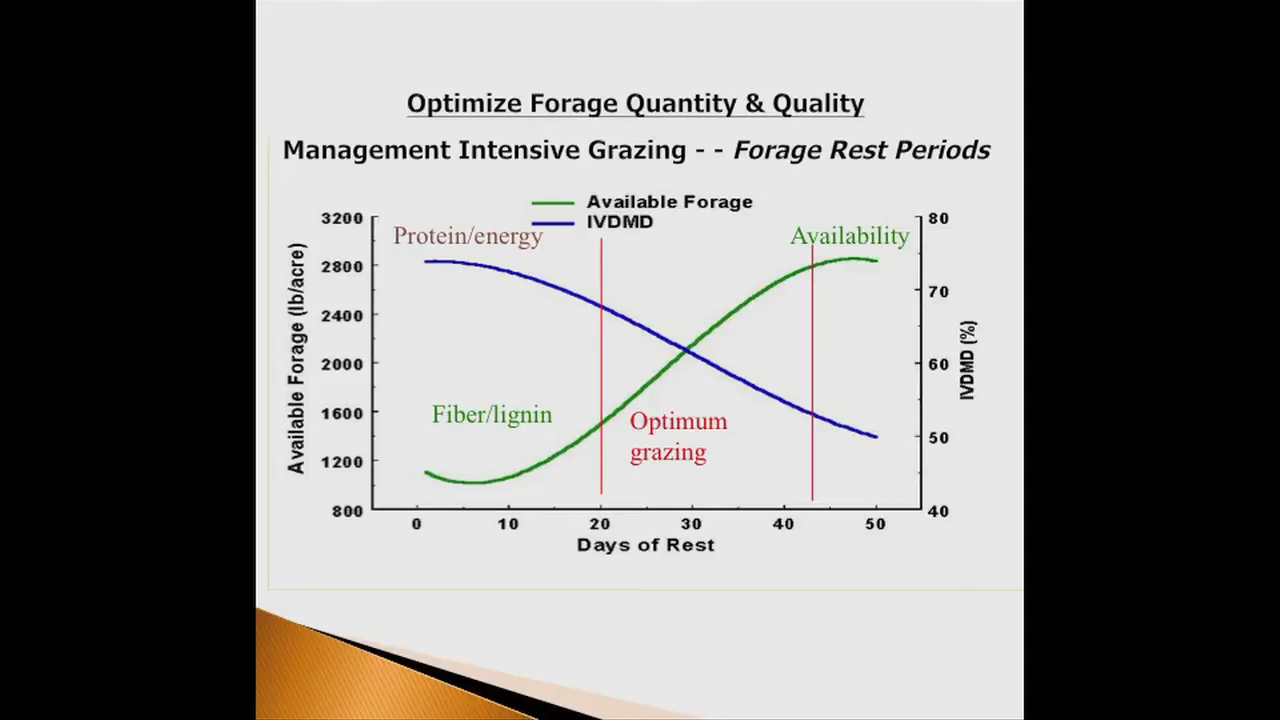 Optimize Forage Quantity & Quality
Management Intensive Grazing - - Forage Rest Periods
Available Forage
IVDMD
Protein/energy
Availability
Fiber/lignin
Optimum
grazing
Available Forage (lb/acre)
3200
2800
2400
2000
1600
1200
800
IVDMD (%)
80
70
60
50
40
0 10 20 30 40 50
Days of Rest